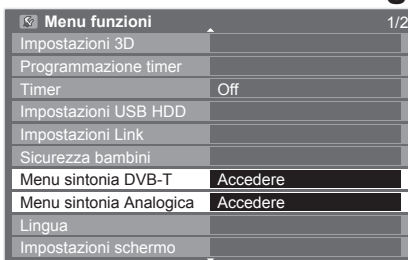 Menu funzioni 1/2
Impostazioni 3D
Programmazione timer
Timer Off
Impostazioni USB HDD
Impostazioni Link
Sicurezza bambini
Menu sintonia DVB-T Accedere
Menu sintonia Analogica Accedere
Lingua
Impostazioni schermo